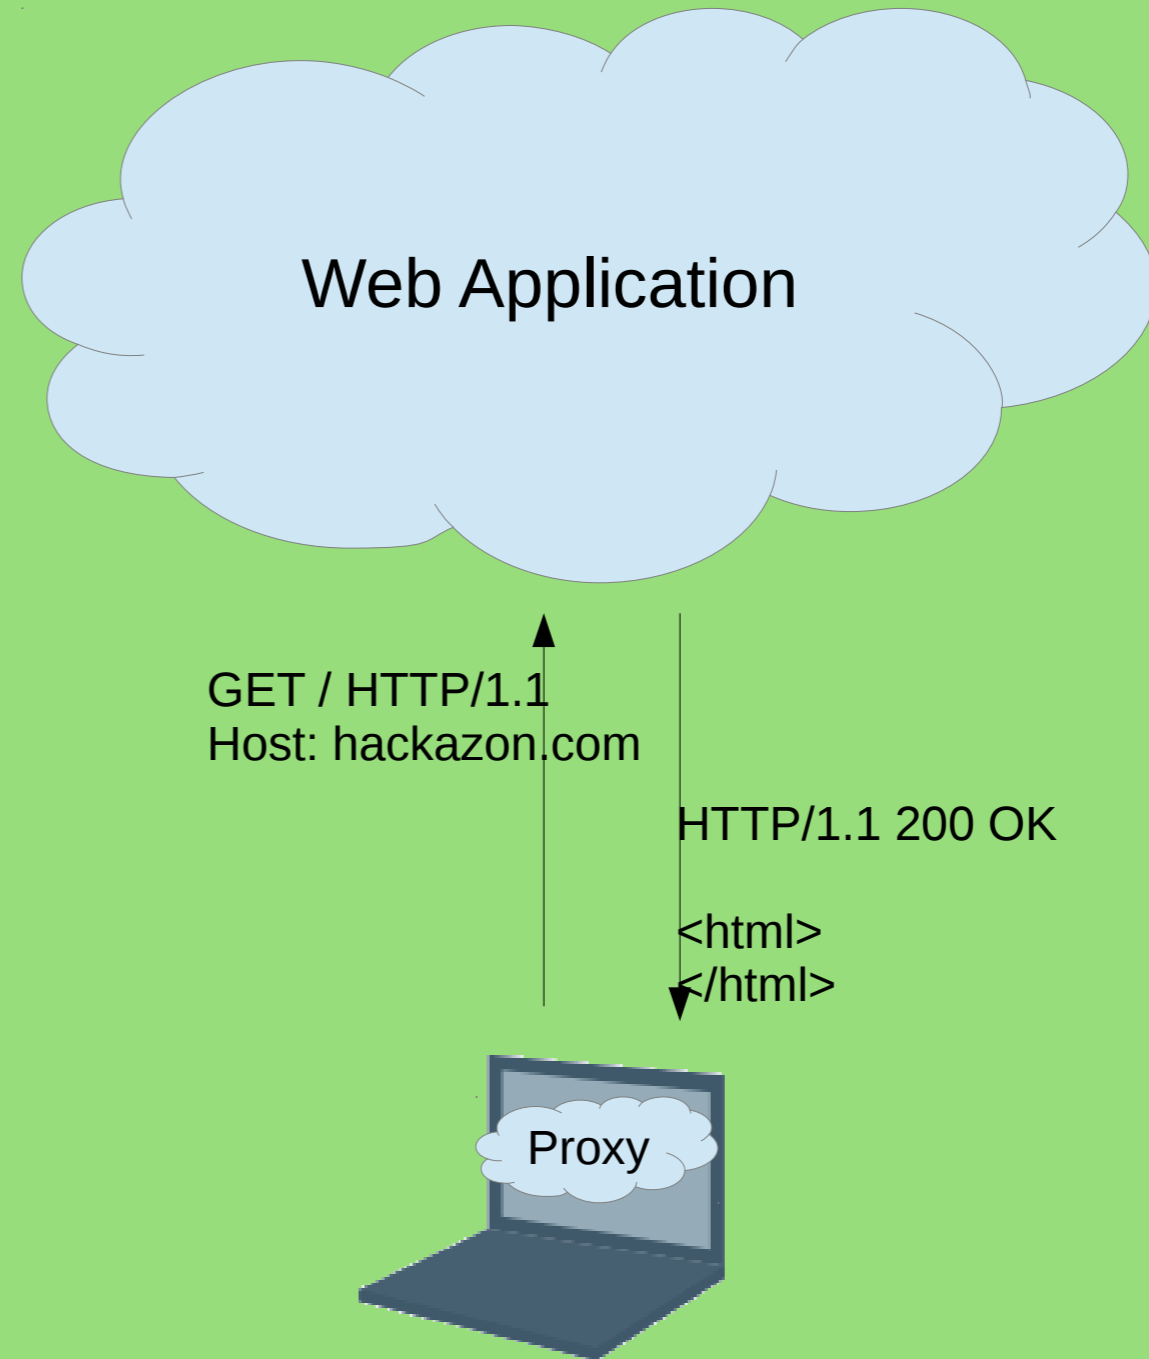 Web Application
GET / HTTP/1.1
Host: hackazon.com
HTTP/1.1 200 OK
<html>
</html>
Proxy